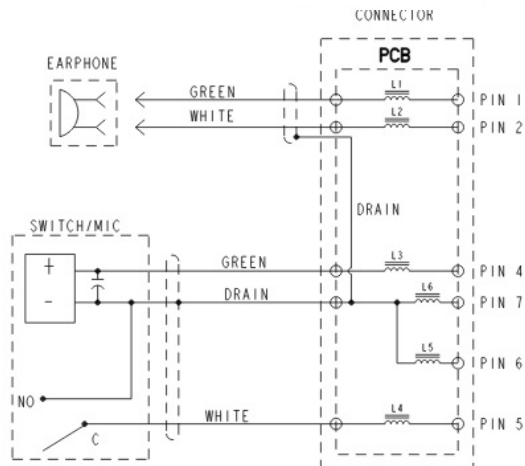 CONNECTOR
PCB
EARPHONE
GREEN
L1
PIN 1
WHITE
L2
PIN 2
DRAIN
SWITCH/MIC
+
GREEN
L3
PIN 4
-
DRAIN
L6
PIN 7
L5
PIN 6
NO
WHITE
L4
PIN 5
C